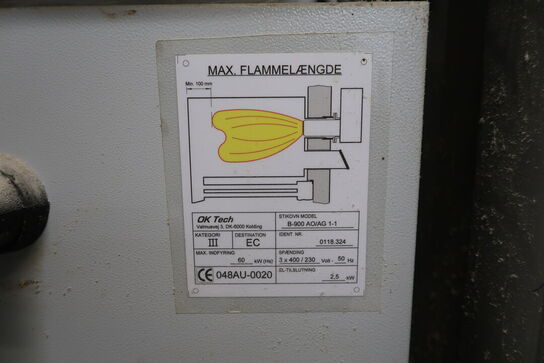 MAX. FLAMMELÆNGDE
Min. 100 mm
OK Tech
Valmuevej 3, DK-6000 Kolding
STIKOVN MODEL
B-900 AO/AG 1-1
KATEGORI
III
DESTINATION
EC
IDENT NR.
0118.324
MAX. INDFYRING
60 kW (Hs)
SPÆNDING
3 x 400 / 230 Volt - 50 Hz
CE 048AU-0020
EL-TILSLUTNING
2,5 kW